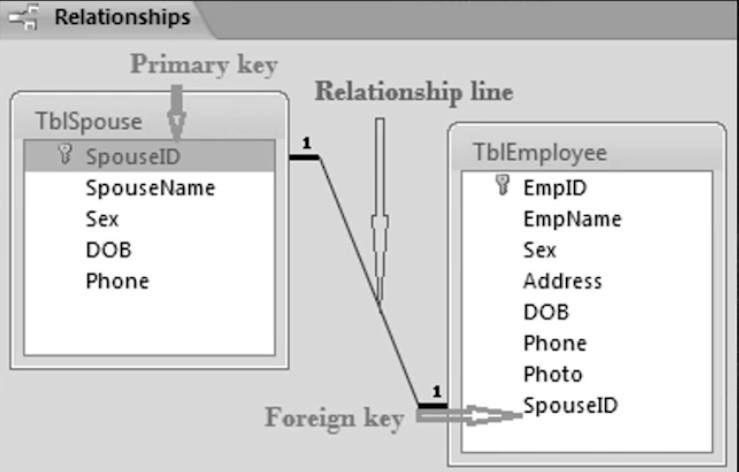 Relationships
Primary key
Relationship line
TblSpouse
SpouseID
SpouseName
Sex
DOB
Phone
1
TblEmployee
EmpID
EmpName
Sex
Address
DOB
Phone
Photo
SpouseID
1
Foreign key